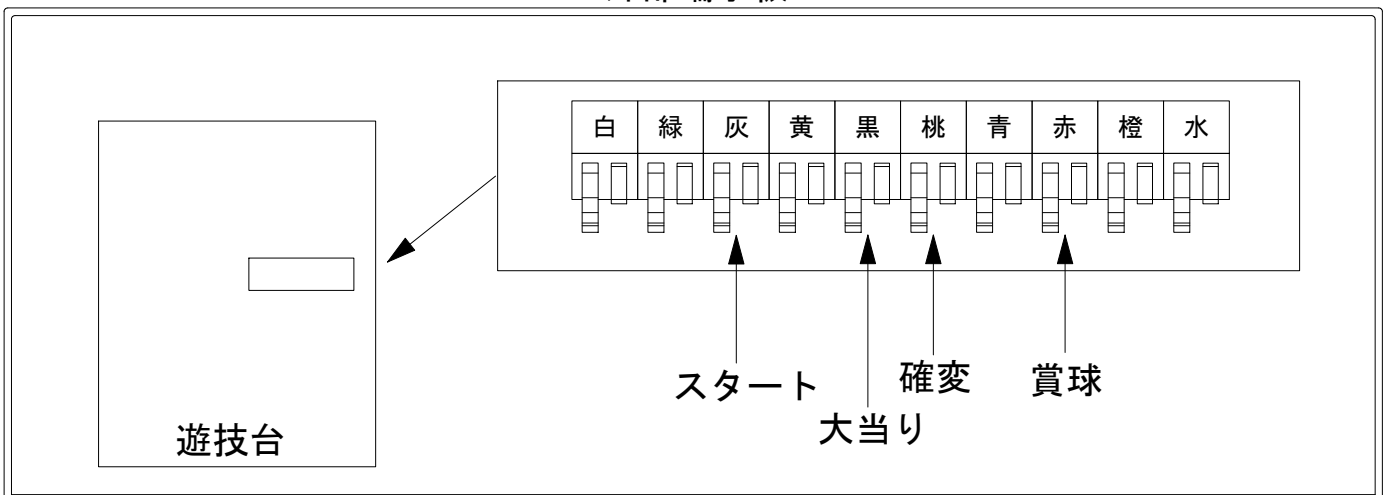 白 緑 灰 黄 黒 桃 青 赤 橙 水
スタート
確変
賞球
大当り
遊技台